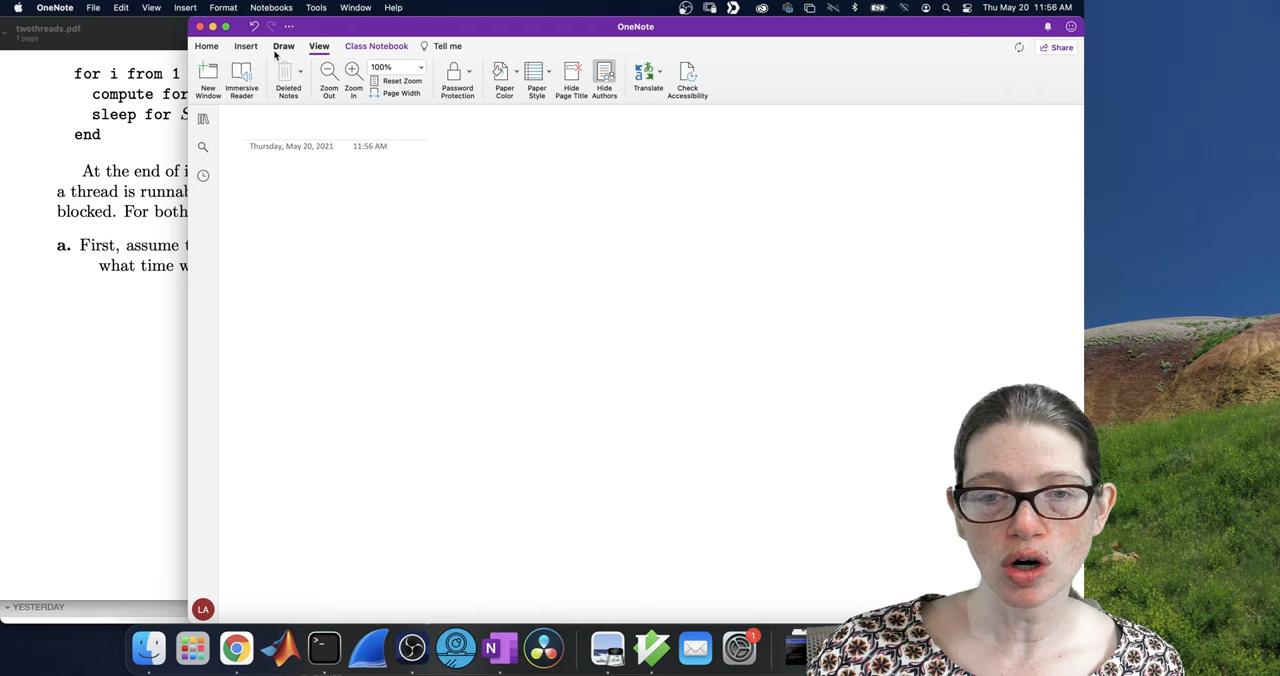 OneNote File Edit View Insert Format Notebooks Tools Window Help
Thu May 20 11:56 AM
twothreads.pdf
1 page
for i from 1
compute for
sleep for S
end
At the end of i
a thread is runnab
blocked. For both
a. First, assume t
what time w
YESTERDAY
OneNote
Home Insert Draw View Class Notebook Tell me
Share
New Window
Immersive Reader
Deleted Notes
Zoom Out
Zoom In
100%
Reset Zoom
Page Width
Password Protection
Paper Color
Paper Style
Hide Page Title
Hide Authors
Translate
Check Accessibility
Thursday, May 20, 2021 11:56 AM
LA
1